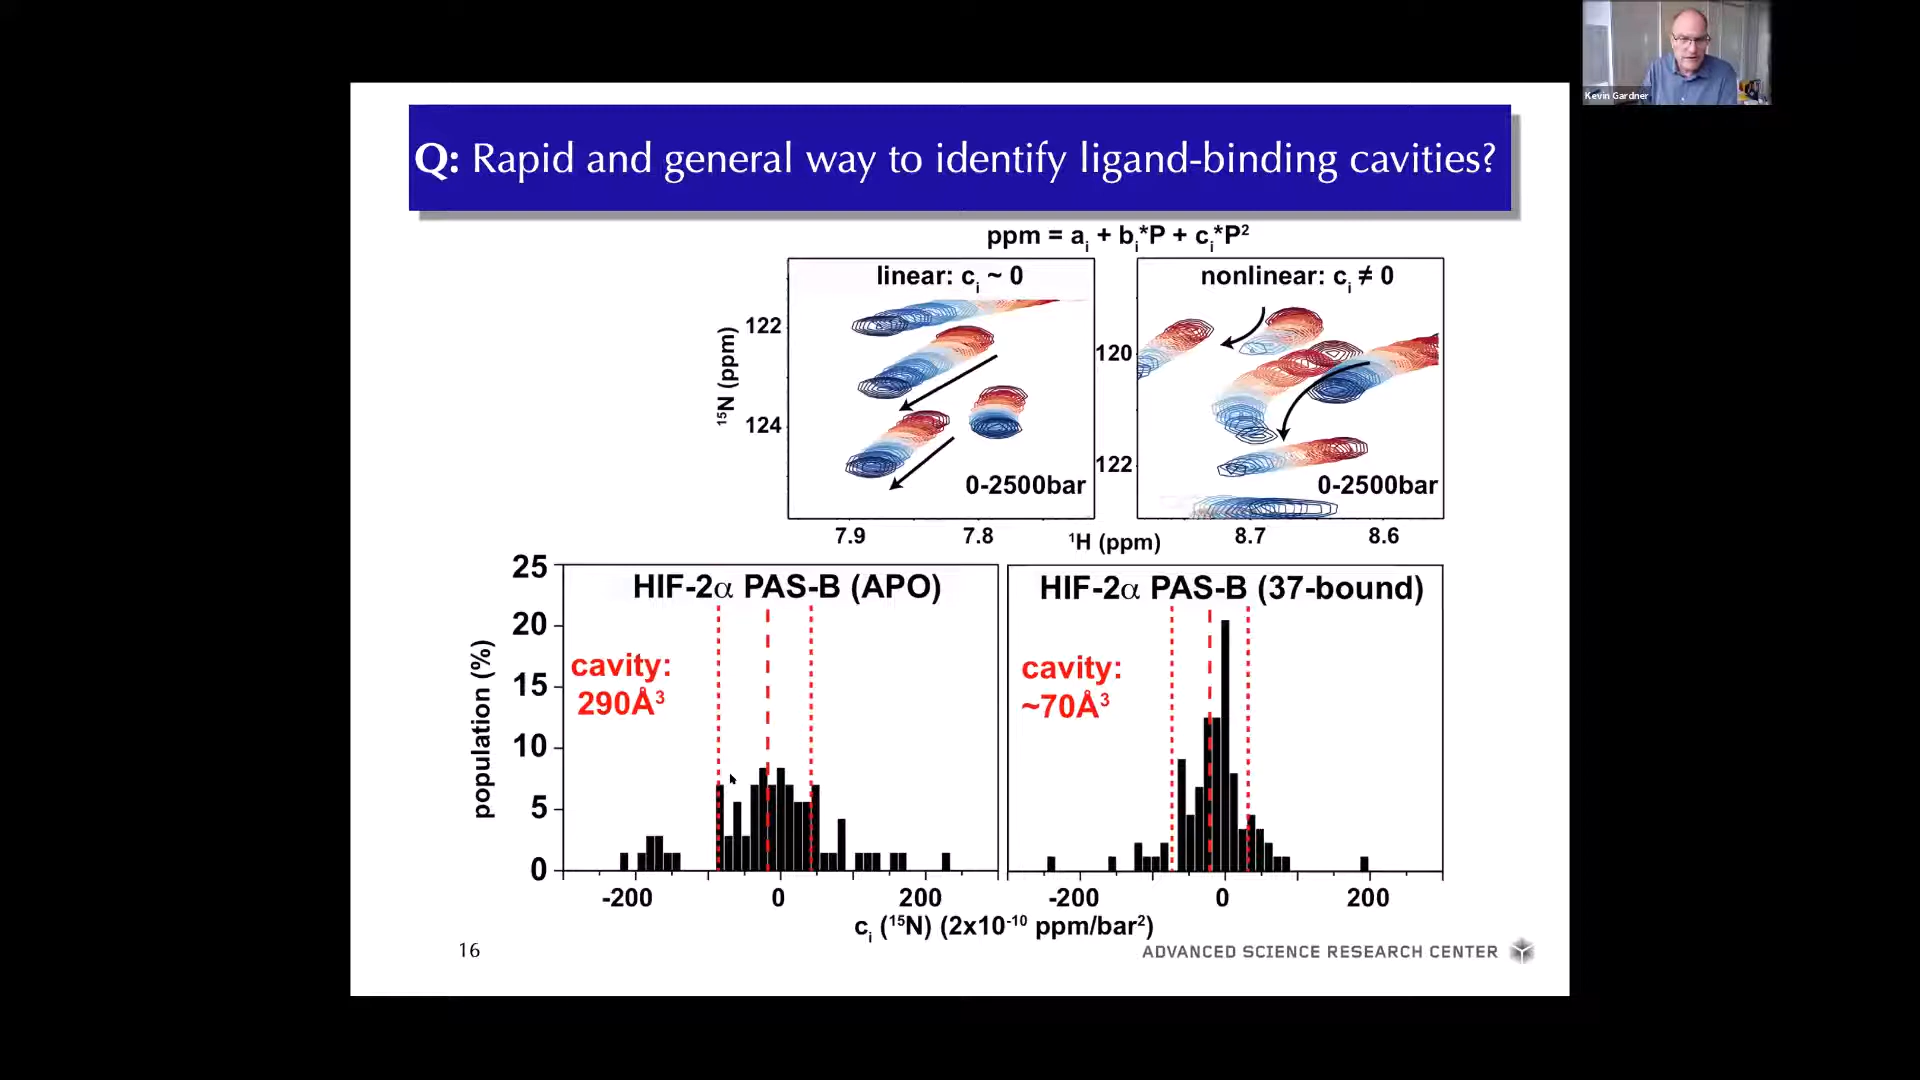 Kevin Gardner
Q: Rapid and general way to identify ligand-binding cavities?
ppm = aᵢ + bᵢ*P + cᵢ*P²
linear: cᵢ ~ 0
nonlinear: cᵢ ≠ 0
¹⁵N (ppm)
122
124
0-2500bar
7.9
7.8
120
122
0-2500bar
8.7
8.6
¹H (ppm)
population (%)
25
20
15
10
5
0
HIF-2α PAS-B (APO)
cavity:
290Å³
-200
0
200
HIF-2α PAS-B (37-bound)
cavity:
~70Å³
-200
0
200
cᵢ (¹⁵N) (2x10⁻¹⁰ ppm/bar²)
16
ADVANCED SCIENCE RESEARCH CENTER